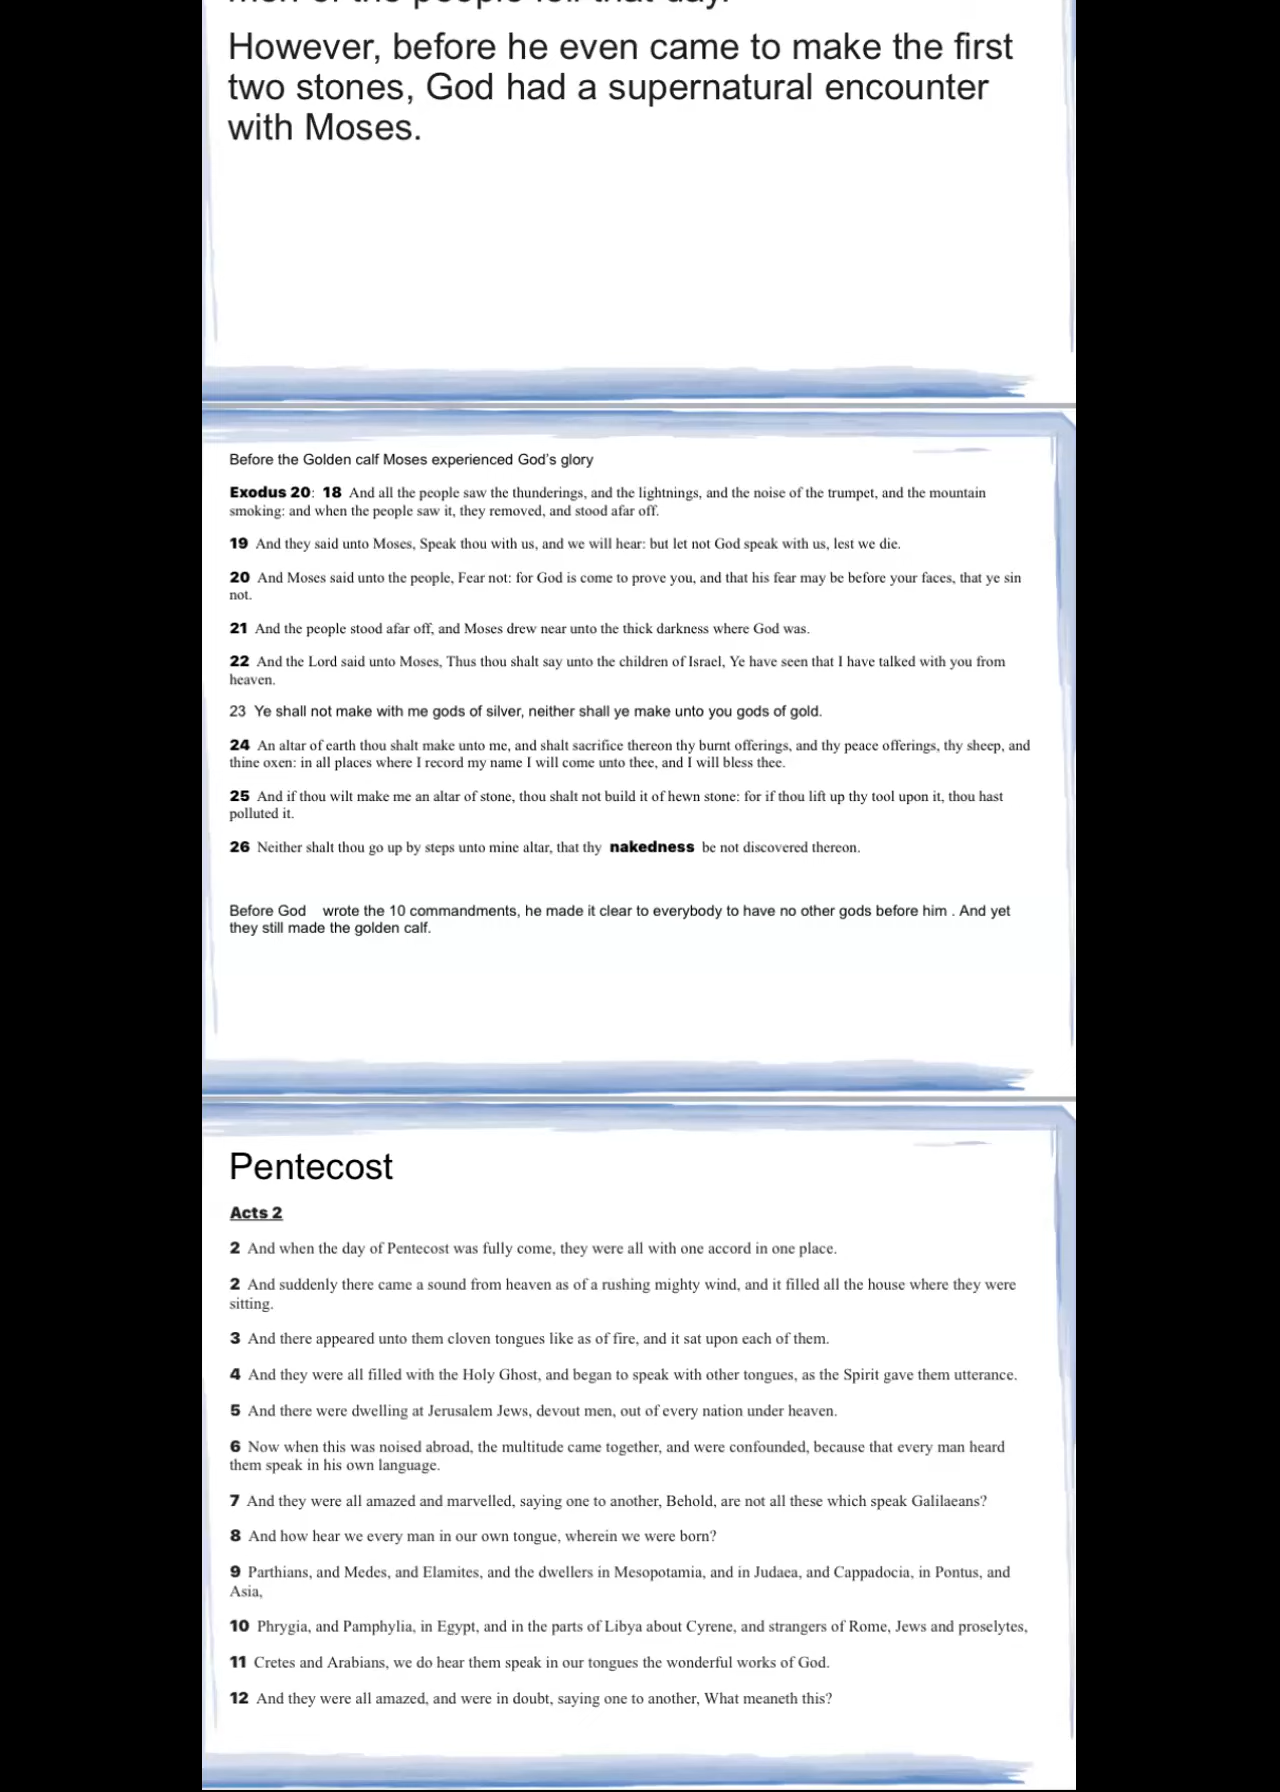 men of the people fell that day.
However, before he even came to make the first
two stones, God had a supernatural encounter
with Moses.
Before the Golden calf Moses experienced God's glory
Exodus 20: 18 And all the people saw the thunderings, and the lightnings, and the noise of the trumpet, and the mountain
smoking: and when the people saw it, they removed, and stood afar off.
19 And they said unto Moses, Speak thou with us, and we will hear: but let not God speak with us, lest we die.
20 And Moses said unto the people, Fear not: for God is come to prove you, and that his fear may be before your faces, that ye sin
not.
21 And the people stood afar off, and Moses drew near unto the thick darkness where God was.
22 And the Lord said unto Moses, Thus thou shalt say unto the children of Israel, Ye have seen that I have talked with you from
heaven.
23 Ye shall not make with me gods of silver, neither shall ye make unto you gods of gold.
24 An altar of earth thou shalt make unto me, and shalt sacrifice thereon thy burnt offerings, and thy peace offerings, thy sheep, and
thine oxen: in all places where I record my name I will come unto thee, and I will bless thee.
25 And if thou wilt make me an altar of stone, thou shalt not build it of hewn stone: for if thou lift up thy tool upon it, thou hast
polluted it.
26 Neither shalt thou go up by steps unto mine altar, that thy nakedness be not discovered thereon.
Before God wrote the 10 commandments, he made it clear to everybody to have no other gods before him . And yet
they still made the golden calf.
Pentecost
Acts 2
2 And when the day of Pentecost was fully come, they were all with one accord in one place.
2 And suddenly there came a sound from heaven as of a rushing mighty wind, and it filled all the house where they were
sitting.
3 And there appeared unto them cloven tongues like as of fire, and it sat upon each of them.
4 And they were all filled with the Holy Ghost, and began to speak with other tongues, as the Spirit gave them utterance.
5 And there were dwelling at Jerusalem Jews, devout men, out of every nation under heaven.
6 Now when this was noised abroad, the multitude came together, and were confounded, because that every man heard
them speak in his own language.
7 And they were all amazed and marvelled, saying one to another, Behold, are not all these which speak Galilaeans?
8 And how hear we every man in our own tongue, wherein we were born?
9 Parthians, and Medes, and Elamites, and the dwellers in Mesopotamia, and in Judaea, and Cappadocia, in Pontus, and
Asia,
10 Phrygia, and Pamphylia, in Egypt, and in the parts of Libya about Cyrene, and strangers of Rome, Jews and proselytes,
11 Cretes and Arabians, we do hear them speak in our tongues the wonderful works of God.
12 And they were all amazed, and were in doubt, saying one to another, What meaneth this?